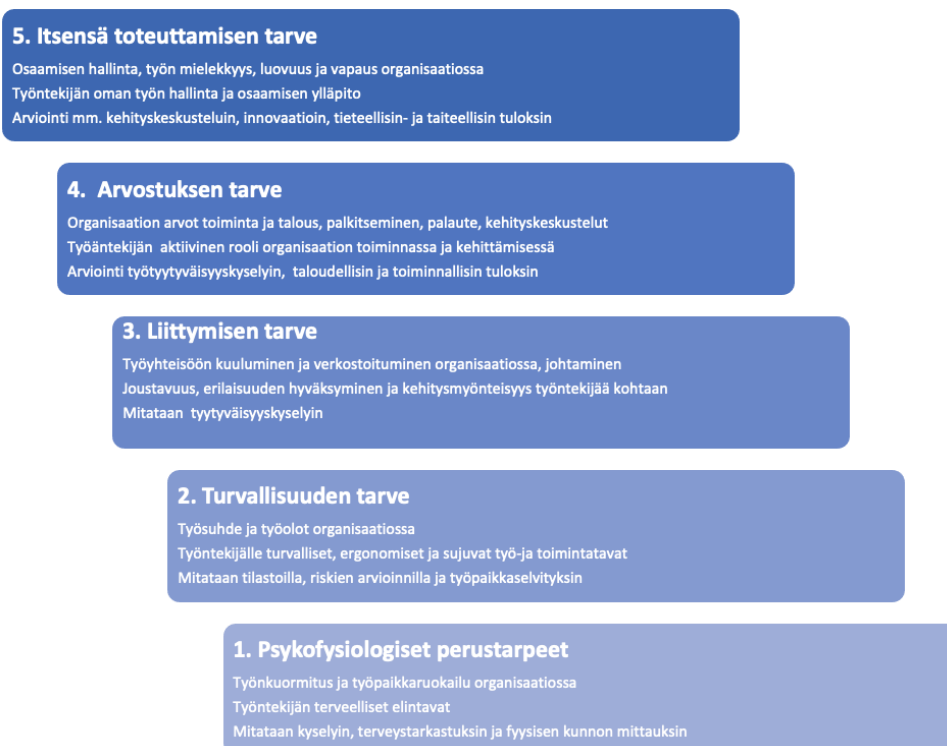 5. Itsensä toteuttamisen tarve
Osaamisen hallinta, työn mielekkyys, luovuus ja vapaus organisaatiossa
Työntekijän oman työn hallinta ja osaamisen ylläpito
Arviointi mm. kehityskeskusteluin, innovaatioin, tieteellisin- ja taiteellisin tuloksin
4. Arvostuksen tarve
Organisaation arvot toiminta ja talous, palkitseminen, palaute, kehityskeskustelut
Työäntekijän aktiivinen rooli organisaation toiminnassa ja kehittämisessä
Arviointi työtyytyväisyyskyselyin, taloudellisin ja toiminnallisin tuloksin
3. Liittymisen tarve
Työyhteisöön kuuluminen ja verkostoituminen organisaatiossa, johtaminen
Joustavuus, erilaisuuden hyväksyminen ja kehitysmyönteisyys työntekijää kohtaan
Mitataan tyytyväisyyskyselyin
2. Turvallisuuden tarve
Työsuhde ja työolot organisaatiossa
Työntekijälle turvalliset, ergonomiset ja sujuvat työ-ja toimintatavat
Mitataan tilastoilla, riskien arvioinnilla ja työpaikkaselvityksin
1. Psykofysiologiset perustarpeet
Työnkuormitus ja työpaikkaruokailu organisaatiossa
Työntekijän terveelliset elintavat
Mitataan kyselyin, terveystarkastuksin ja fyysisen kunnon mittauksin